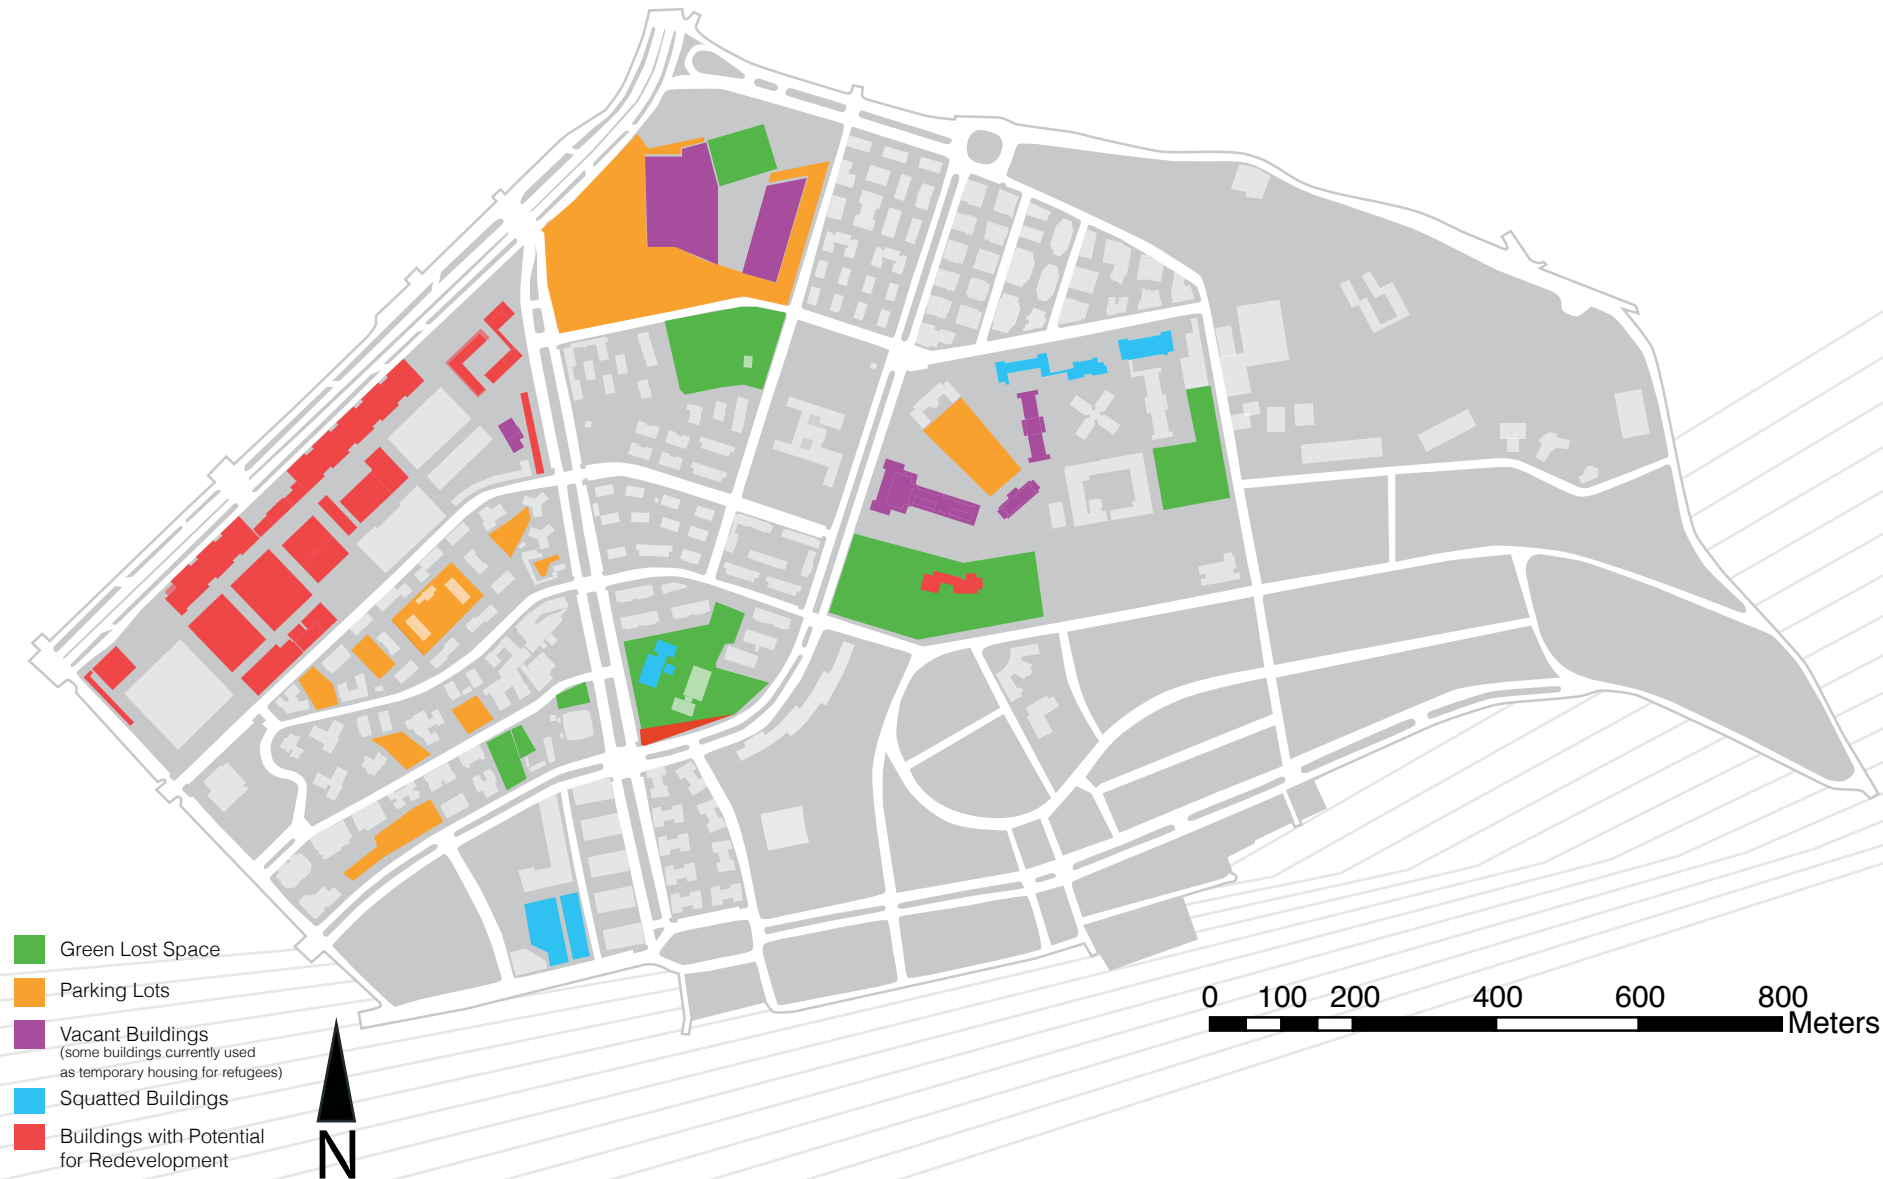 Green Lost Space
Parking Lots
Vacant Buildings
(some buildings currently used
as temporary housing for refugees)
Squatted Buildings
Buildings with Potential
for Redevelopment
N
0 100 200 400 600 800
Meters